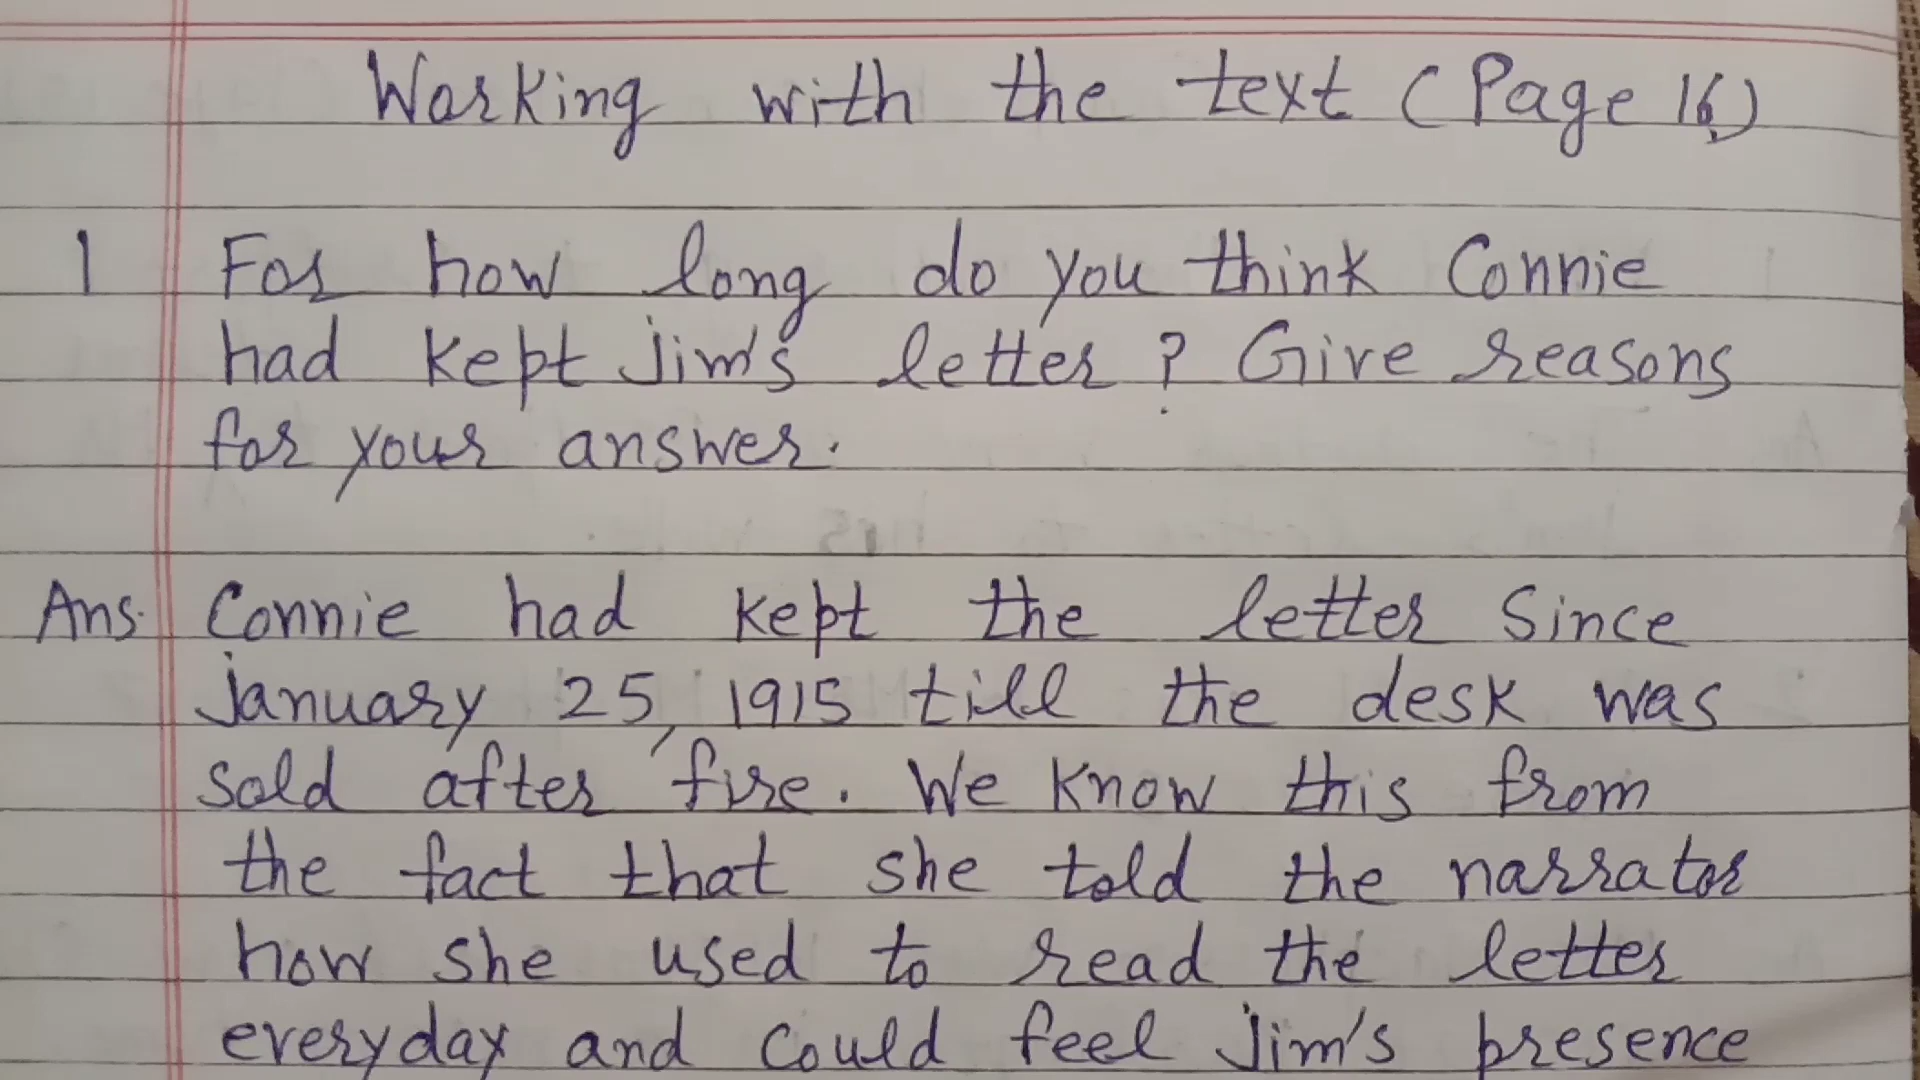 Working with the text (Page 16)
1 For how long do you think Connie
had kept Jim's letter? Give reasons
for your answer.
Ans. Connie had kept the letter Since
January 25, 1915 till the desk was
sold after fire. We know this from
the fact that she told the narrator
how she used to read the letter
everyday and could feel Jim's presence